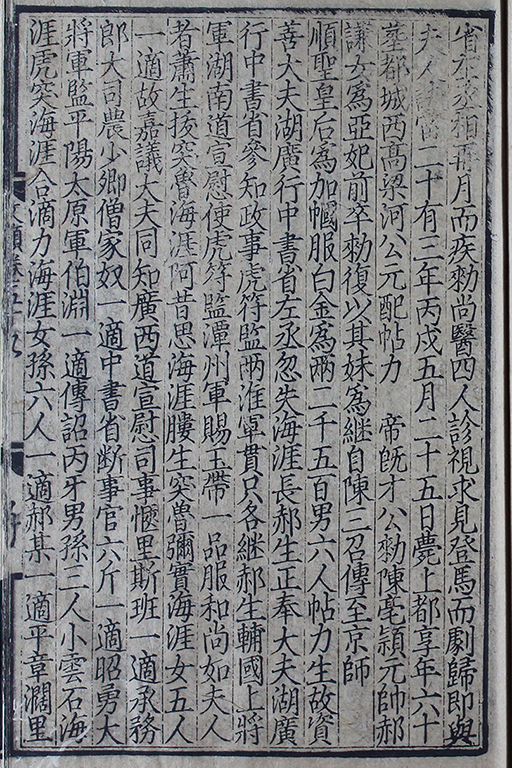 省左丞相再月而疾勑尚醫四人診視求見登馬而劇歸即與
夫人訣當二十有三年丙戌五月二十五日薨上都享年六十
塟都城西高梁河公元配帖力　帝旣才公勑陳亳潁元帥郝
謙女爲亞妃前卒勑復以其妹爲繼自陳三召傳至京師
順聖皇后爲加幗服白金爲兩二千五百男六人帖力生故資
善大夫湖廣行中書省左丞忽失海涯長郝生正奉大夫湖廣
行中書省參知政事虎符監兩淮軍貫只各繼郝生輔國上將
軍湖南道宣慰使虎符監潭州軍賜玉帶一品服和尚如夫人
者蕭生拔突魯海涯阿昔思海涯生突魯彌實海涯女五人
一適故嘉議大夫同知廣西道宣慰司事愜里斯班一適承務
郎大司農少卿僧家奴一適中書省断事官六斤一適昭勇大
將軍監平陽太原軍伯淵一適傳詔丙牙男孫三人小雲石海
涯虎突海涯合滴力海涯女孫六人一適郝某一適平章濶里